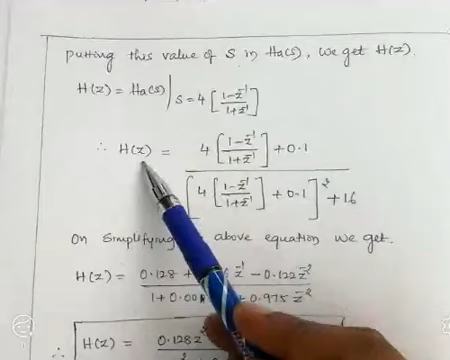 putting this value of S in Ha(s), we get H(z).
H(z) = Ha(s)| S = 4 [ (1-z⁻¹)/(1+z⁻¹) ]
∴ H(z) = (4 [ (1-z⁻¹)/(1+z⁻¹) ] + 0.1) / ([ 4 [ (1-z⁻¹)/(1+z⁻¹) ] + 0.1 ]² + 16)
On simplifying above equation we get.
H(z) = (0.128 + z⁻¹ - 0.122 z⁻²) / (1 + 0.00 + 0.975 z⁻²)
∴ H(z) = 0.128z²